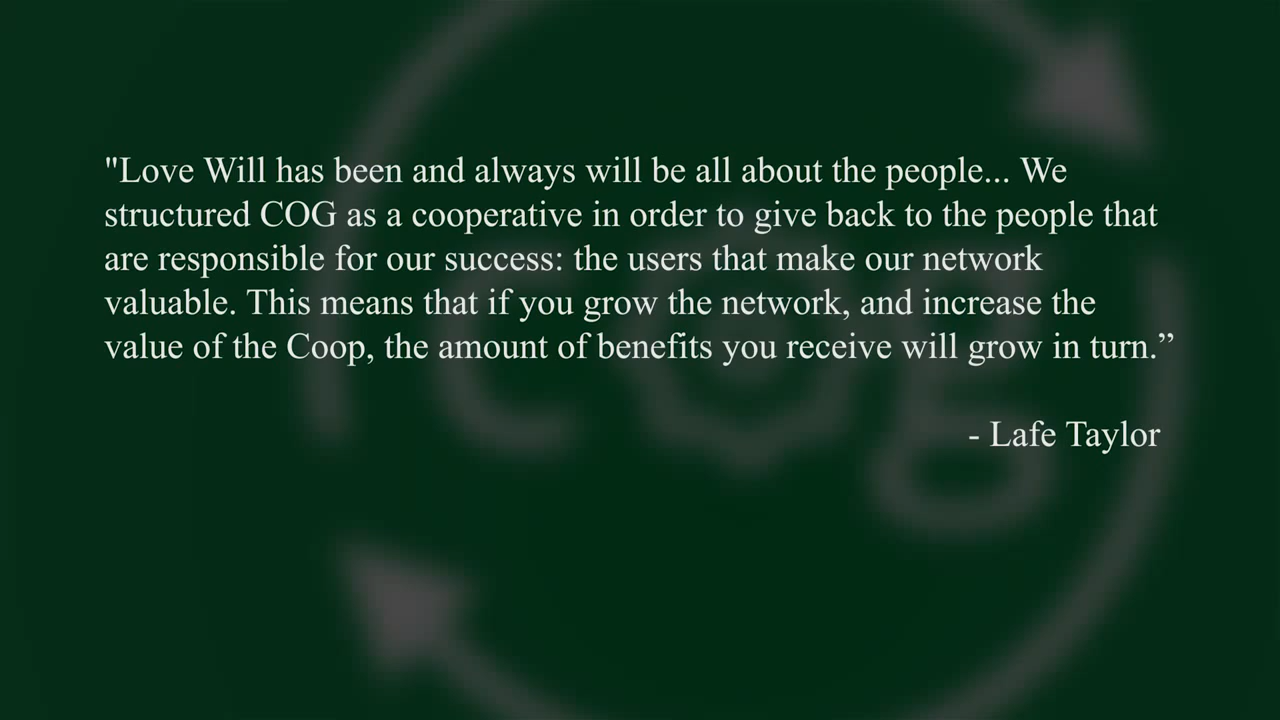 "Love Will has been and always will be all about the people... We
structured COG as a cooperative in order to give back to the people that
are responsible for our success: the users that make our network
valuable. This means that if you grow the network, and increase the
value of the Coop, the amount of benefits you receive will grow in turn.”
- Lafe Taylor
cog